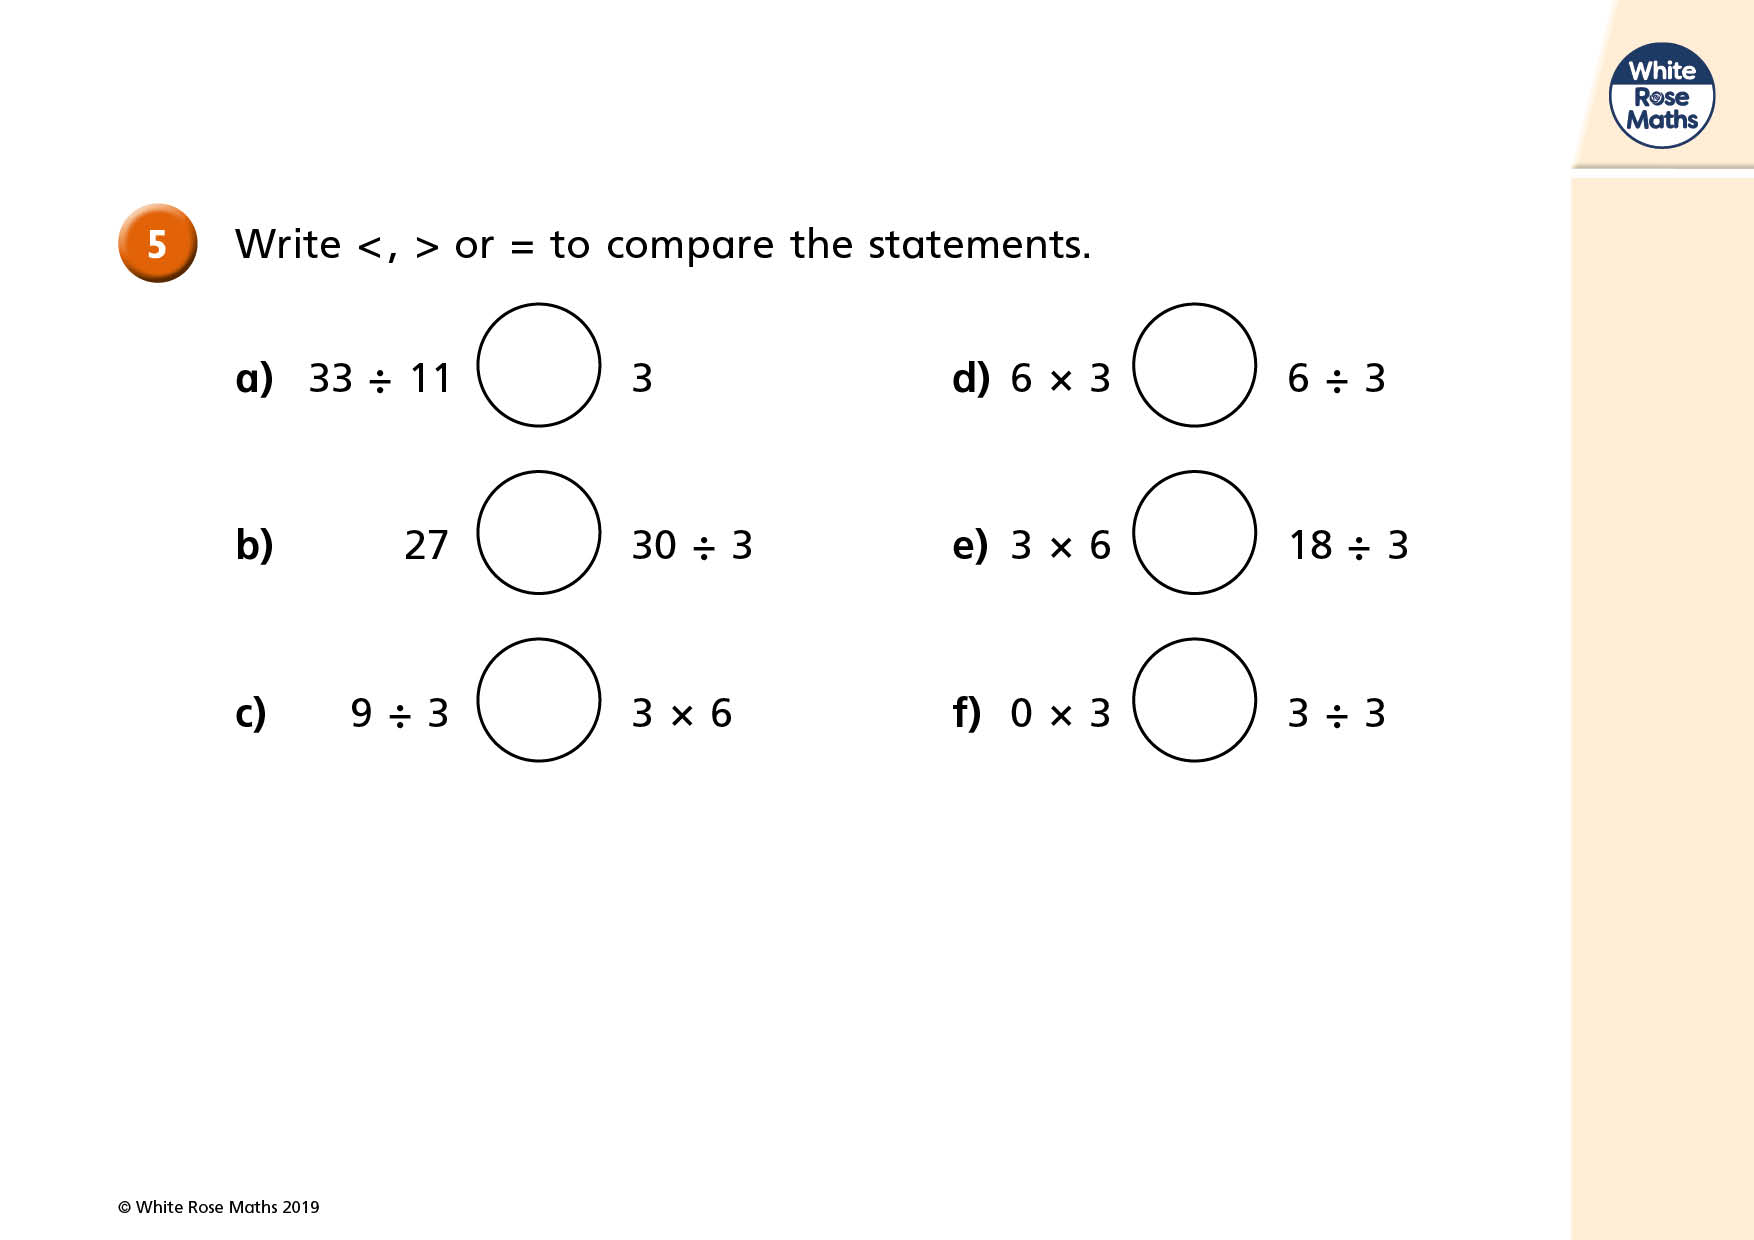 White
Rose
Maths
5 Write <, > or = to compare the statements.
a) 33 ÷ 11 3
d) 6 × 3 6 ÷ 3
b) 27 30 ÷ 3
e) 3 × 6 18 ÷ 3
c) 9 ÷ 3 3 × 6
f) 0 × 3 3 ÷ 3
© White Rose Maths 2019